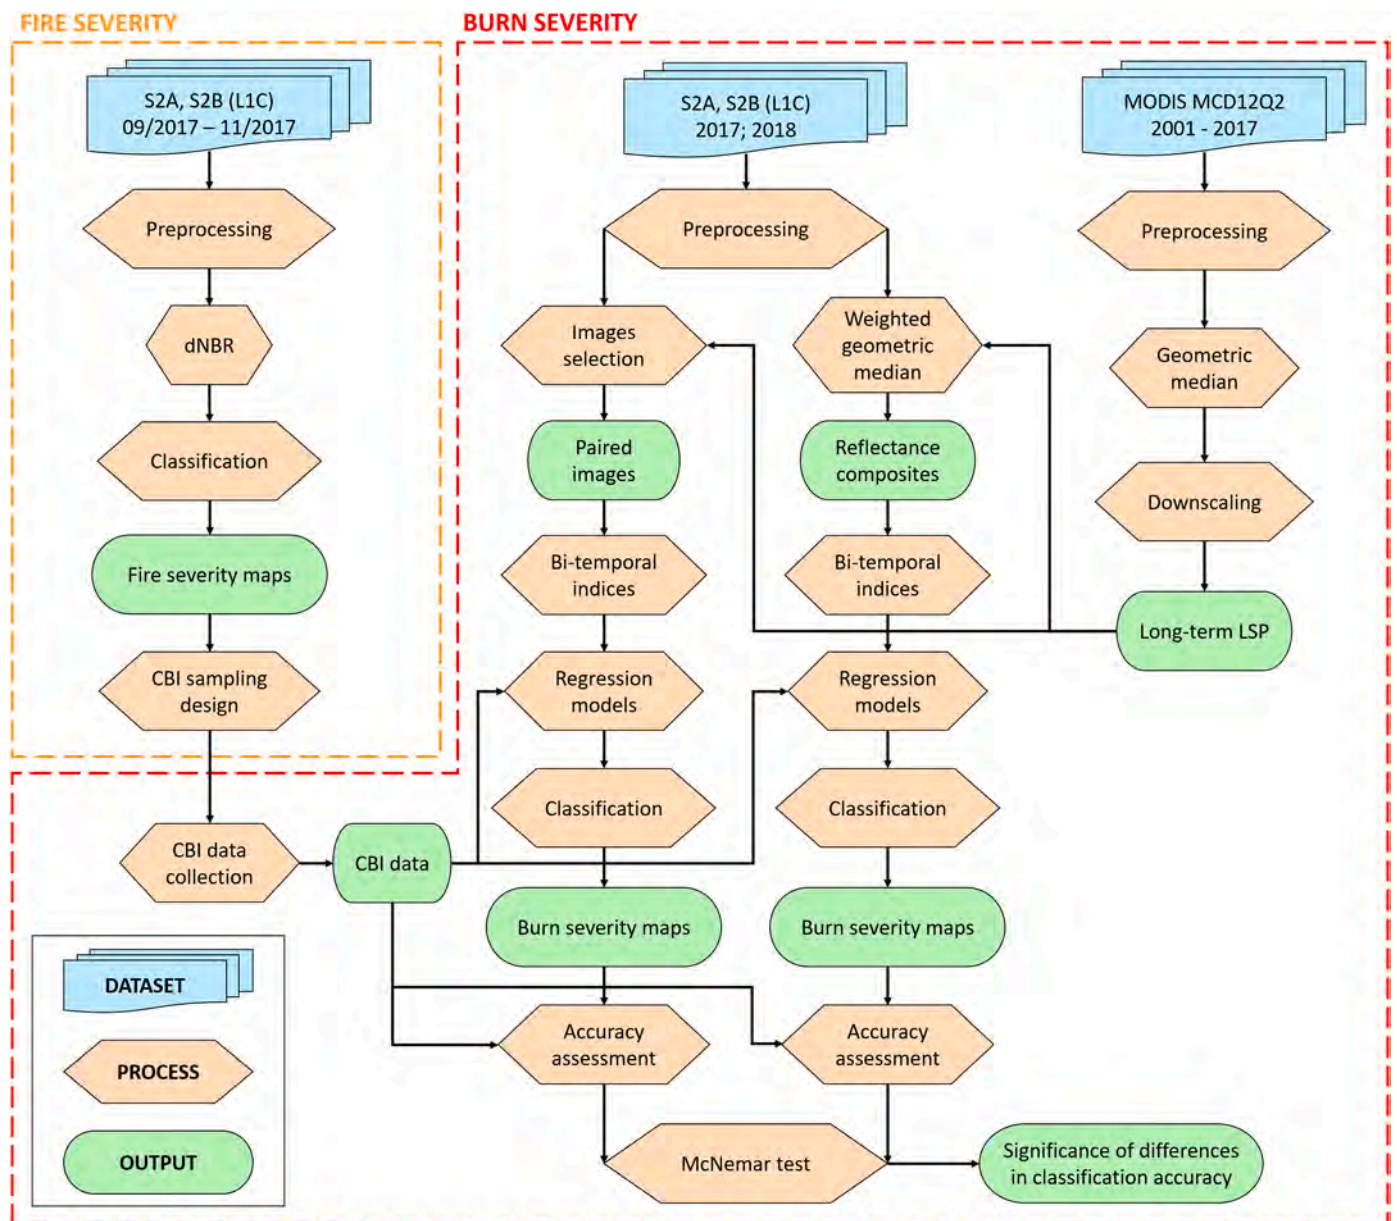 FIRE SEVERITY
S2A, S2B (L1C)
09/2017 – 11/2017
Preprocessing
dNBR
Classification
Fire severity maps
CBI sampling
design
BURN SEVERITY
S2A, S2B (L1C)
2017; 2018
Preprocessing
Images
selection
Paired
images
Bi-temporal
indices
Regression
models
Classification
Burn severity maps
Accuracy
assessment
Weighted
geometric
median
Reflectance
composites
Bi-temporal
indices
Regression
models
Classification
Burn severity maps
Accuracy
assessment
MODIS MCD12Q2
2001 - 2017
Preprocessing
Geometric
median
Downscaling
Long-term LSP
CBI data
collection
CBI data
McNemar test
Significance of differences
in classification accuracy
DATASET
PROCESS
OUTPUT